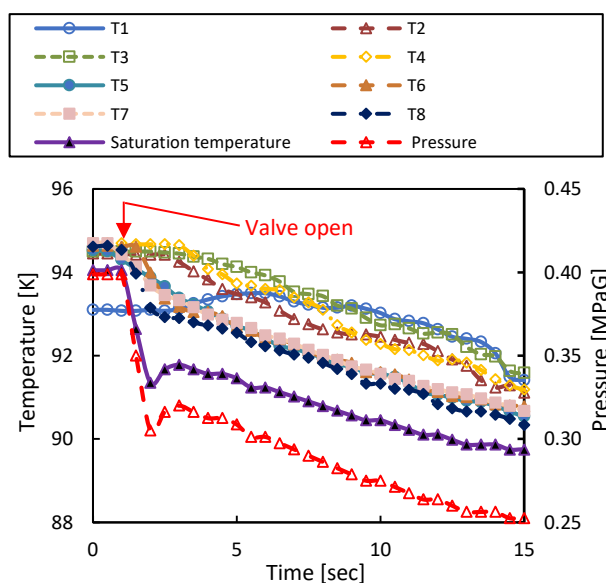 T1 T2
T3 T4
T5 T6
T7 T8
Saturation temperature Pressure
96 0.45
Valve open
94 0.40
92 0.35
90 0.30
88 0.25
0 5 10 15
Temperature [K]
Pressure [MPaG]
Time [sec]